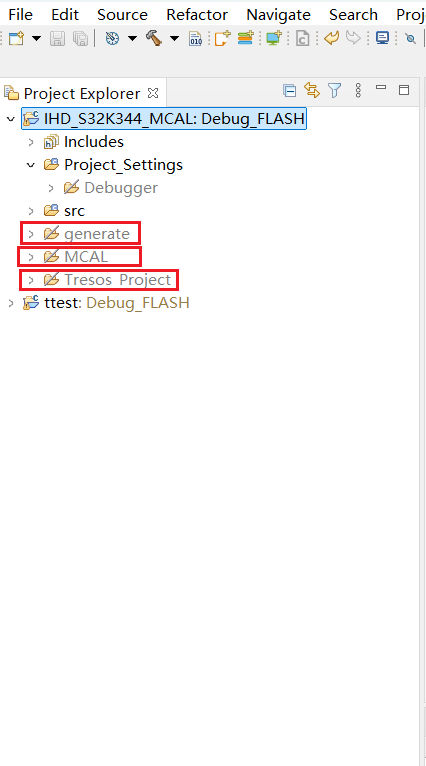 File Edit Source Refactor Navigate Search Proj
010
Project Explorer
IHD_S32K344_MCAL: Debug_FLASH
Includes
Project_Settings
Debugger
src
generate
MCAL
Tresos_Project
ttest: Debug_FLASH